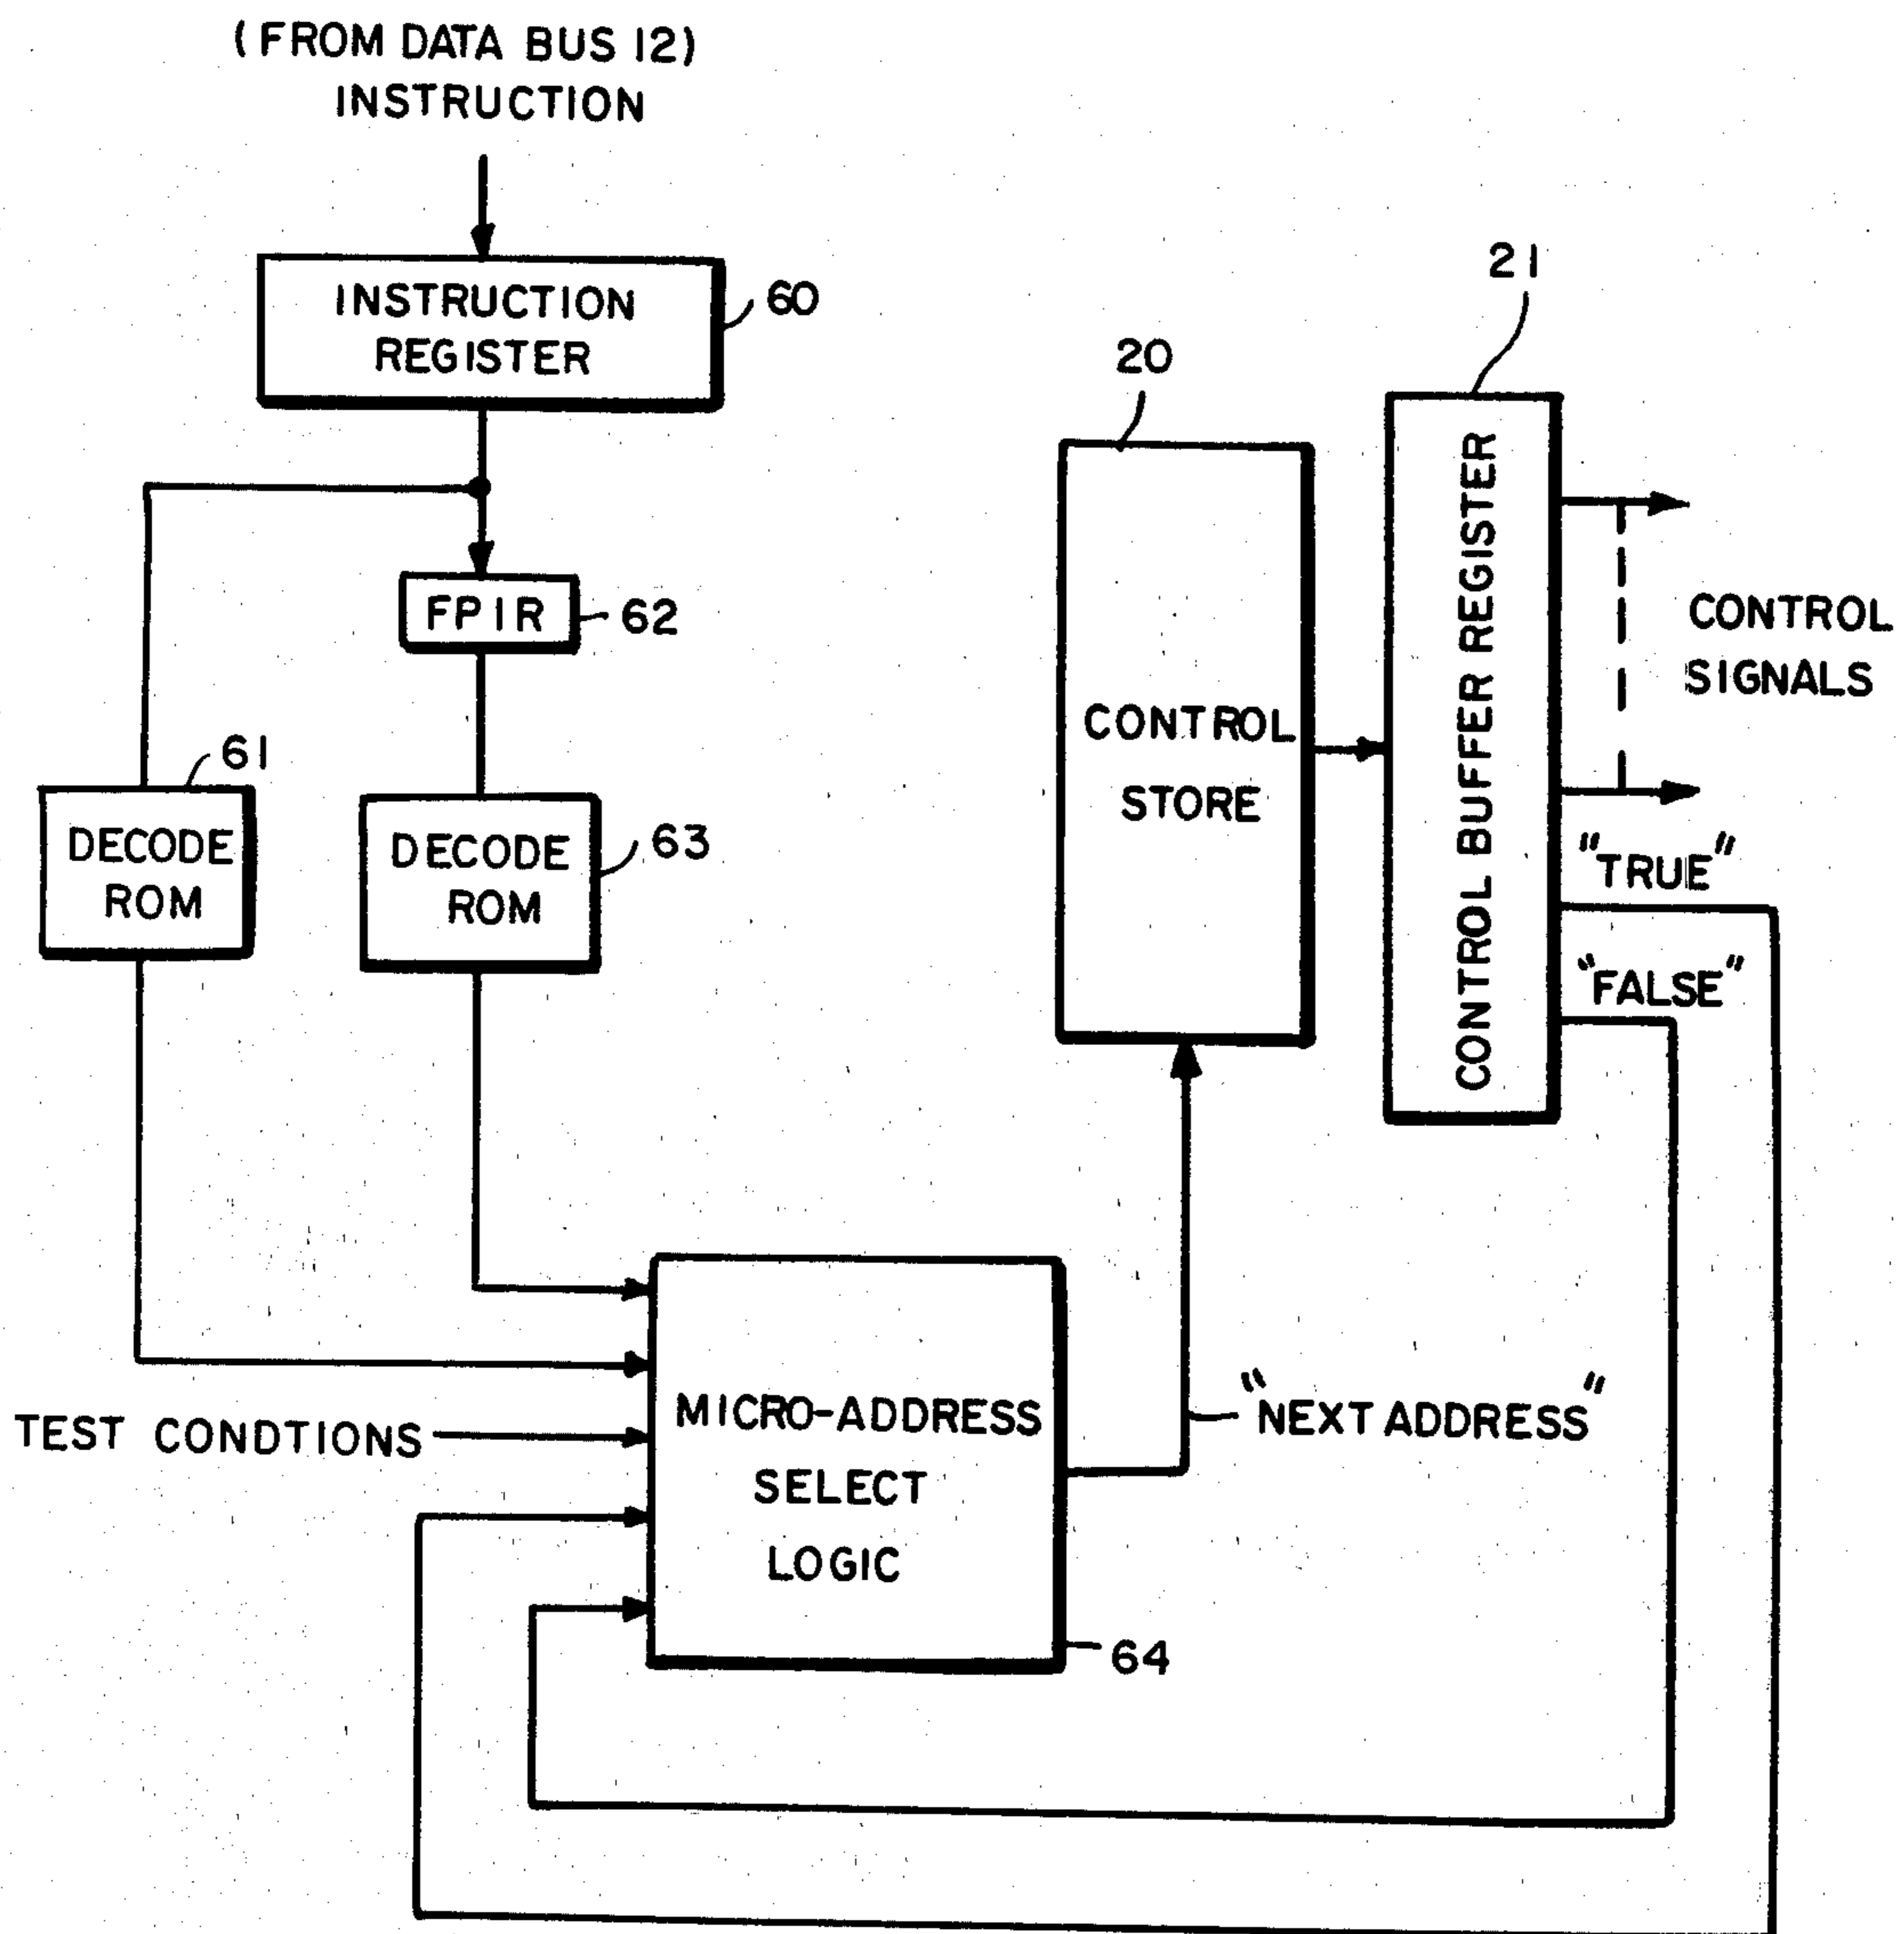 (FROM DATA BUS 12)
INSTRUCTION
INSTRUCTION
REGISTER
60
21
20
FPIR
62
CONTROL BUFFER REGISTER
CONTROL
SIGNALS
61
DECODE
ROM
DECODE
ROM
63
CONTROL
STORE
"TRUE"
"FALSE"
TEST CONDTIONS
MICRO-ADDRESS
SELECT
LOGIC
"NEXT ADDRESS"
64